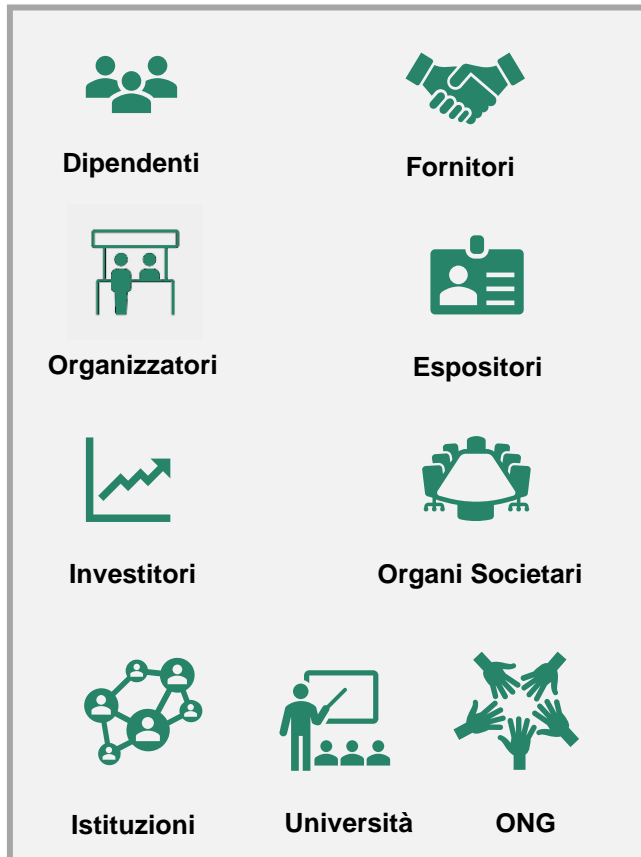 Dipendenti
Fornitori
Organizzatori
Espositori
Investitori
Organi Societari
Istituzioni
Università
ONG